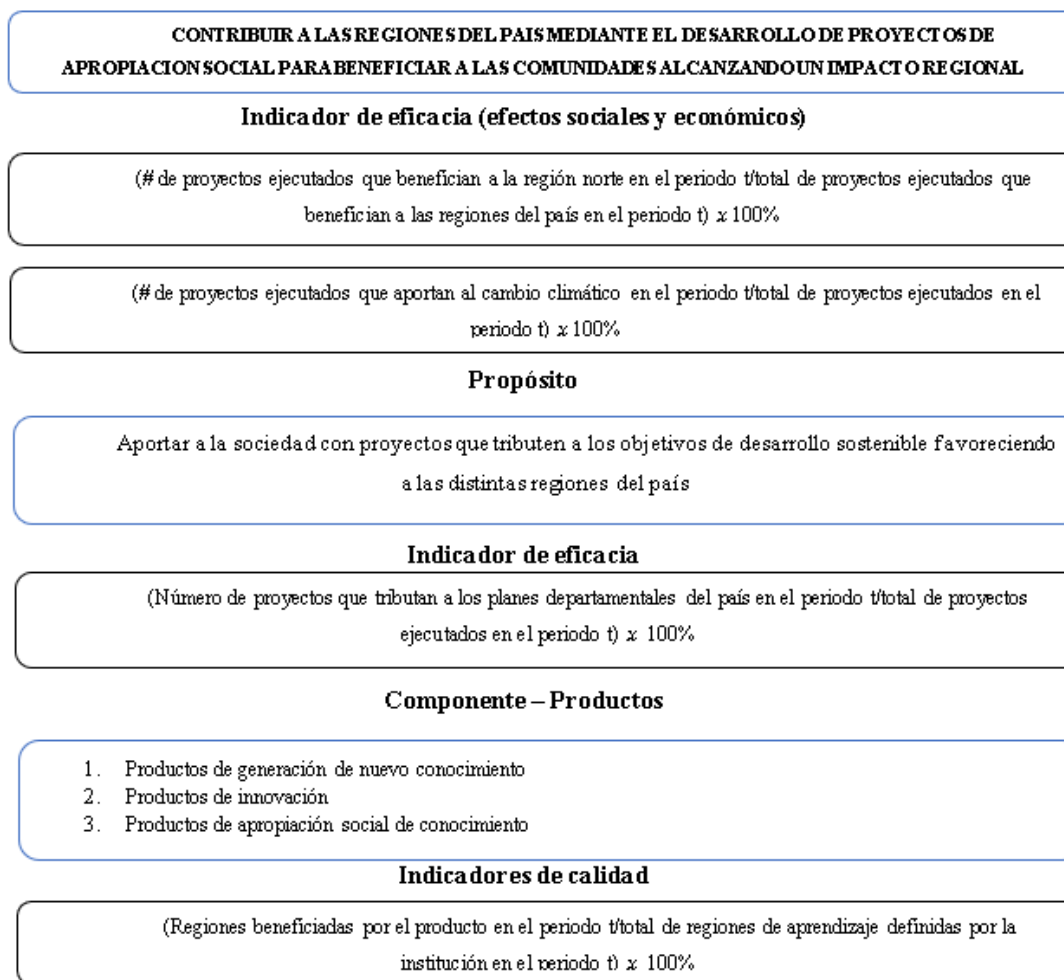 CONTRIBUIR A LAS REGIONES DEL PAIS MEDIANTE EL DESARROLLO DE PROYECTOS DE
APROPIACION SOCIAL PARA BENEFICIAR A LAS COMUNIDADES ALCANZANDO UN IMPACTO REGIONAL
Indicador de eficacia (efectos sociales y económicos)
(# de proyectos ejecutados que benefician a la región norte en el periodo t/total de proyectos ejecutados que
benefician a las regiones del país en el periodo t) x 100%
(# de proyectos ejecutados que aportan al cambio climático en el periodo t/total de proyectos ejecutados en el
periodo t) x 100%
Propósito
Aportar a la sociedad con proyectos que tributen a los objetivos de desarrollo sostenible favoreciendo
a las distintas regiones del país
Indicador de eficacia
(Número de proyectos que tributan a los planes departamentales del país en el periodo t/total de proyectos
ejecutados en el periodo t) x 100%
Componente – Productos
1. Productos de generación de nuevo conocimiento
2. Productos de innovación
3. Productos de apropiación social de conocimiento
Indicadores de calidad
(Regiones beneficiadas por el producto en el periodo t/total de regiones de aprendizaje definidas por la
institución en el periodo t) x 100%